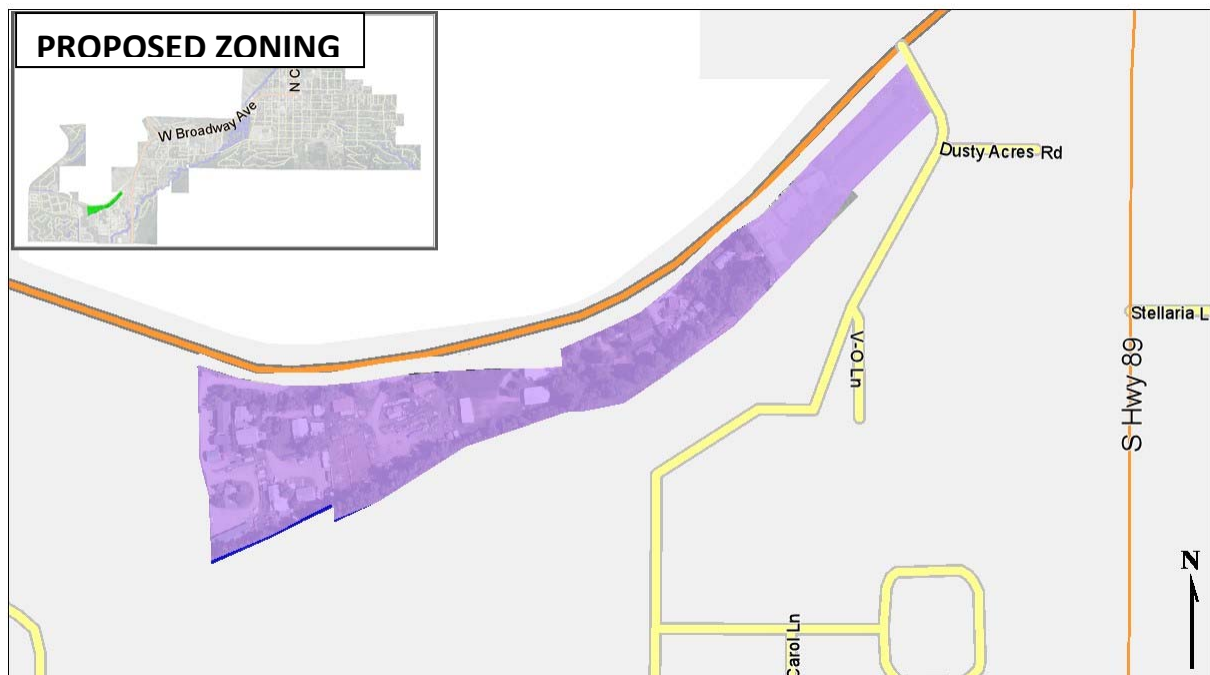 PROPOSED ZONING
N C
W Broadway Ave
Dusty Acres Rd
Stellaria L
V-O Ln
S Hwy 89
N
Carol Ln